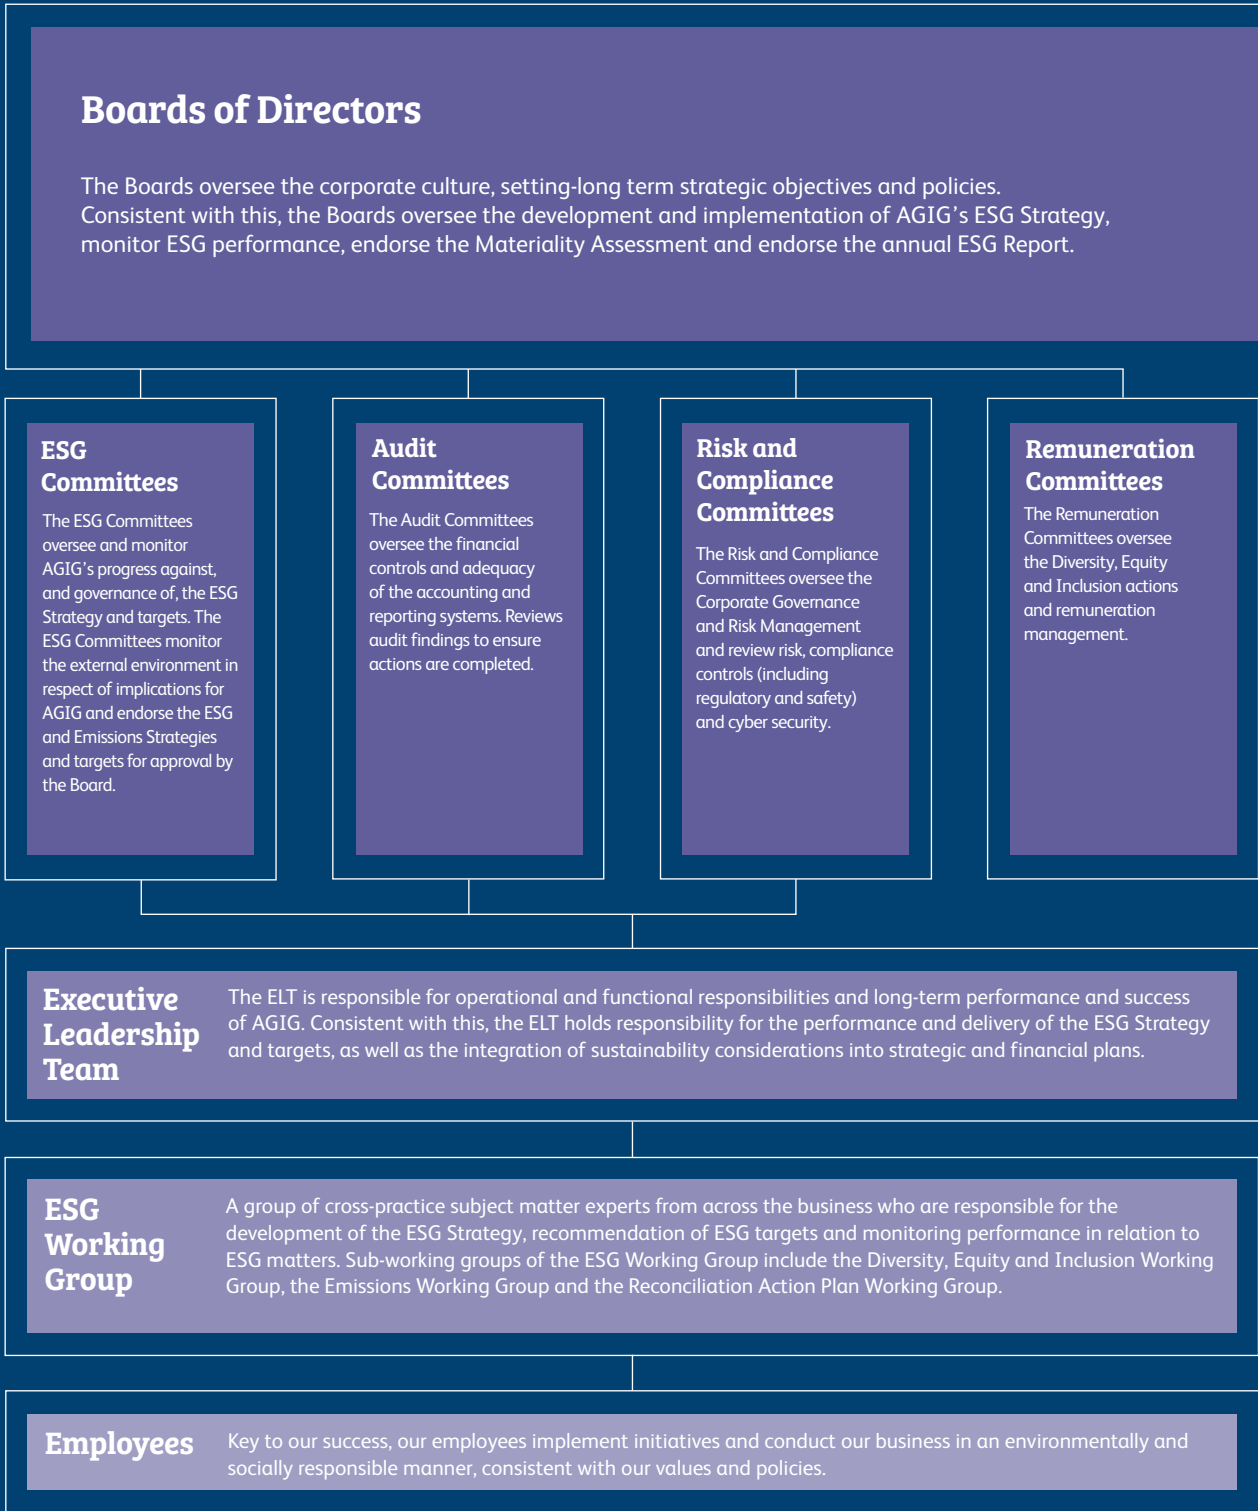 Boards of Directors
The Boards oversee the corporate culture, setting-long term strategic objectives and policies.
Consistent with this, the Boards oversee the development and implementation of AGIG's ESG Strategy,
monitor ESG performance, endorse the Materiality Assessment and endorse the annual ESG Report.
ESG
Committees
The ESG Committees
oversee and monitor
AGIG's progress against,
and governance of, the ESG
Strategy and targets. The
ESG Committees monitor
the external environment in
respect of implications for
AGIG and endorse the ESG
and Emissions Strategies
and targets for approval by
the Board.
Audit
Committees
The Audit Committees
oversee the financial
controls and adequacy
of the accounting and
reporting systems. Reviews
audit findings to ensure
actions are completed.
Risk and
Compliance
Committees
The Risk and Compliance
Committees oversee the
Corporate Governance
and Risk Management
and review risk, compliance
controls (including
regulatory and safety)
and cyber security.
Remuneration
Committees
The Remuneration
Committees oversee
the Diversity, Equity
and Inclusion actions
and remuneration
management.
Executive
Leadership
Team
The ELT is responsible for operational and functional responsibilities and long-term performance and success
of AGIG. Consistent with this, the ELT holds responsibility for the performance and delivery of the ESG Strategy
and targets, as well as the integration of sustainability considerations into strategic and financial plans.
ESG
Working
Group
A group of cross-practice subject matter experts from across the business who are responsible for the
development of the ESG Strategy, recommendation of ESG targets and monitoring performance in relation to
ESG matters. Sub-working groups of the ESG Working Group include the Diversity, Equity and Inclusion Working
Group, the Emissions Working Group and the Reconciliation Action Plan Working Group.
Employees
Key to our success, our employees implement initiatives and conduct our business in an environmentally and
socially responsible manner, consistent with our values and policies.